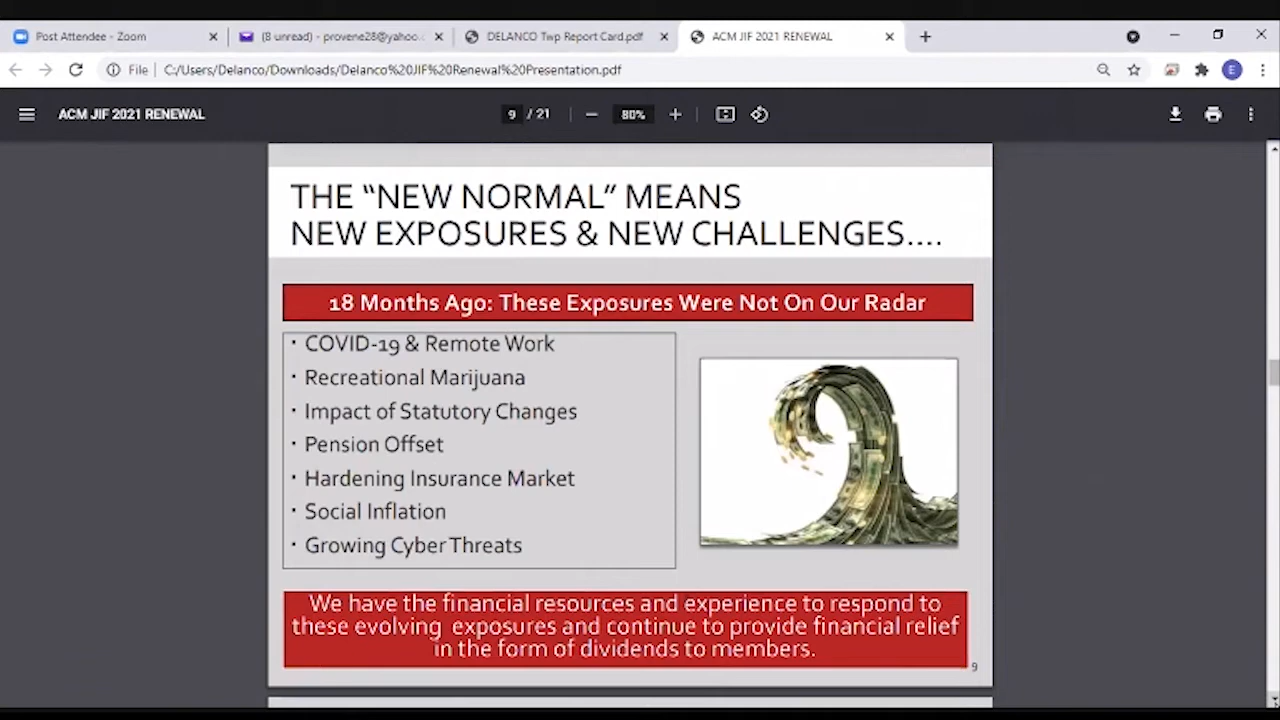 Post Attendee - Zoom
(8 unread) - provene28@yahoo.
DELANCO Twp Report Card.pdf
ACM JIF 2021 RENEWAL
File | C:/Users/Delanco/Downloads/Delanco%20JIF%20Renewal%20Presentation.pdf
E
ACM JIF 2021 RENEWAL
9 / 21
80%
THE “NEW NORMAL” MEANS
NEW EXPOSURES & NEW CHALLENGES....
18 Months Ago: These Exposures Were Not On Our Radar
· COVID-19 & Remote Work
· Recreational Marijuana
· Impact of Statutory Changes
· Pension Offset
· Hardening Insurance Market
· Social Inflation
· Growing Cyber Threats
We have the financial resources and experience to respond to
these evolving exposures and continue to provide financial relief
in the form of dividends to members.
9